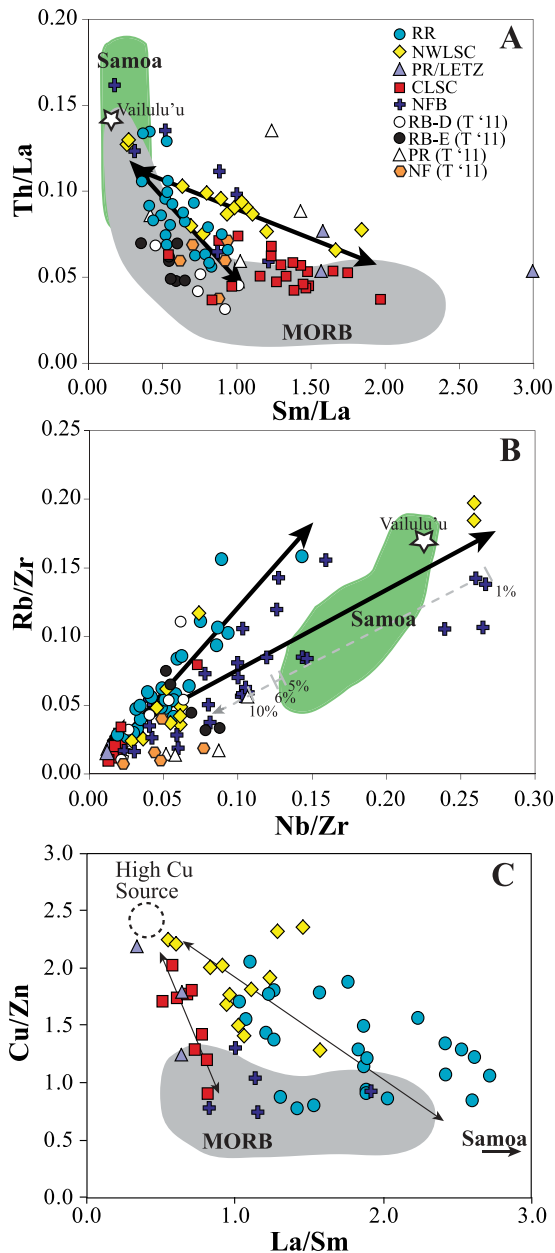 0.20
A
Samoa
Vailulu'u
RR
NWLSC
PR/LETZ
CLSC
NFB
RB-D (T ‘11)
RB-E (T ‘11)
PR (T ‘11)
NF (T ‘11)
0.15
Th/La
0.10
0.05
MORB
0.00
0.00 0.50 1.00 1.50 2.00 2.50 3.00
Sm/La
0.25
B
0.20
Vailulu'u
Rb/Zr
0.15
Samoa
1%
0.10
5%
6%
10%
0.05
0.00
0.00 0.05 0.10 0.15 0.20 0.25 0.30
Nb/Zr
3.0
High Cu
Source
C
2.5
2.0
Cu/Zn
1.5
1.0
MORB
Samoa
0.5
0.0
0.0 1.0 2.0 3.0
La/Sm